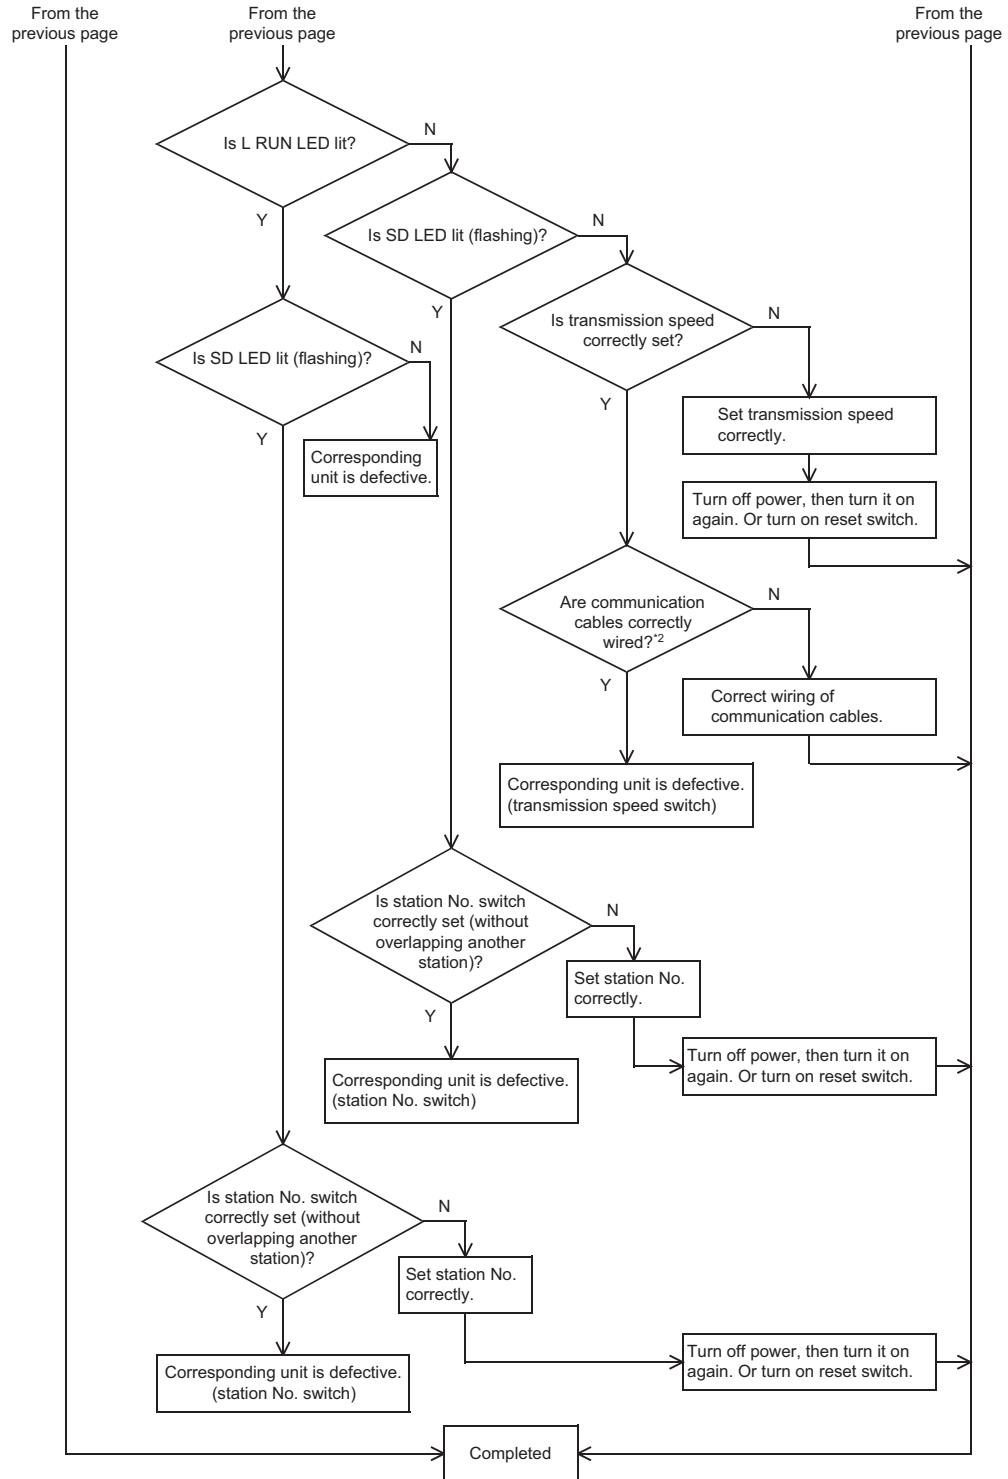 From the
previous page
From the
previous page
From the
previous page
Is L RUN LED lit?
N
Y
Is SD LED lit (flashing)?
N
Y
Is transmission speed
correctly set?
N
Y
Is SD LED lit (flashing)?
N
Y
Set transmission speed
correctly.
Corresponding
unit is defective.
Turn off power, then turn it on
again. Or turn on reset switch.
Are communication
cables correctly
wired?*2
N
Y
Correct wiring of
communication cables.
Corresponding unit is defective.
(transmission speed switch)
Is station No. switch
correctly set (without
overlapping another
station)?
N
Y
Set station No.
correctly.
Turn off power, then turn it on
again. Or turn on reset switch.
Corresponding unit is defective.
(station No. switch)
Is station No. switch
correctly set (without
overlapping another
station)?
N
Y
Set station No.
correctly.
Turn off power, then turn it on
again. Or turn on reset switch.
Corresponding unit is defective.
(station No. switch)
Completed